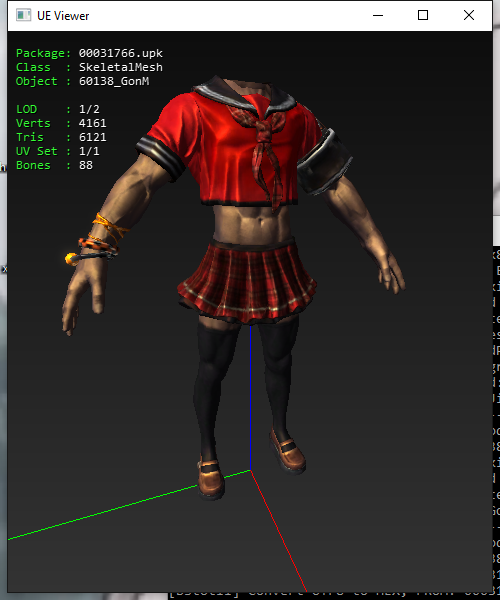 UE Viewer
Package: 00031766.upk
Class : SkeletalMesh
Object : 60138_GonM
LOD : 1/2
Verts : 4161
Tris : 6121
UV Set : 1/1
Bones : 88